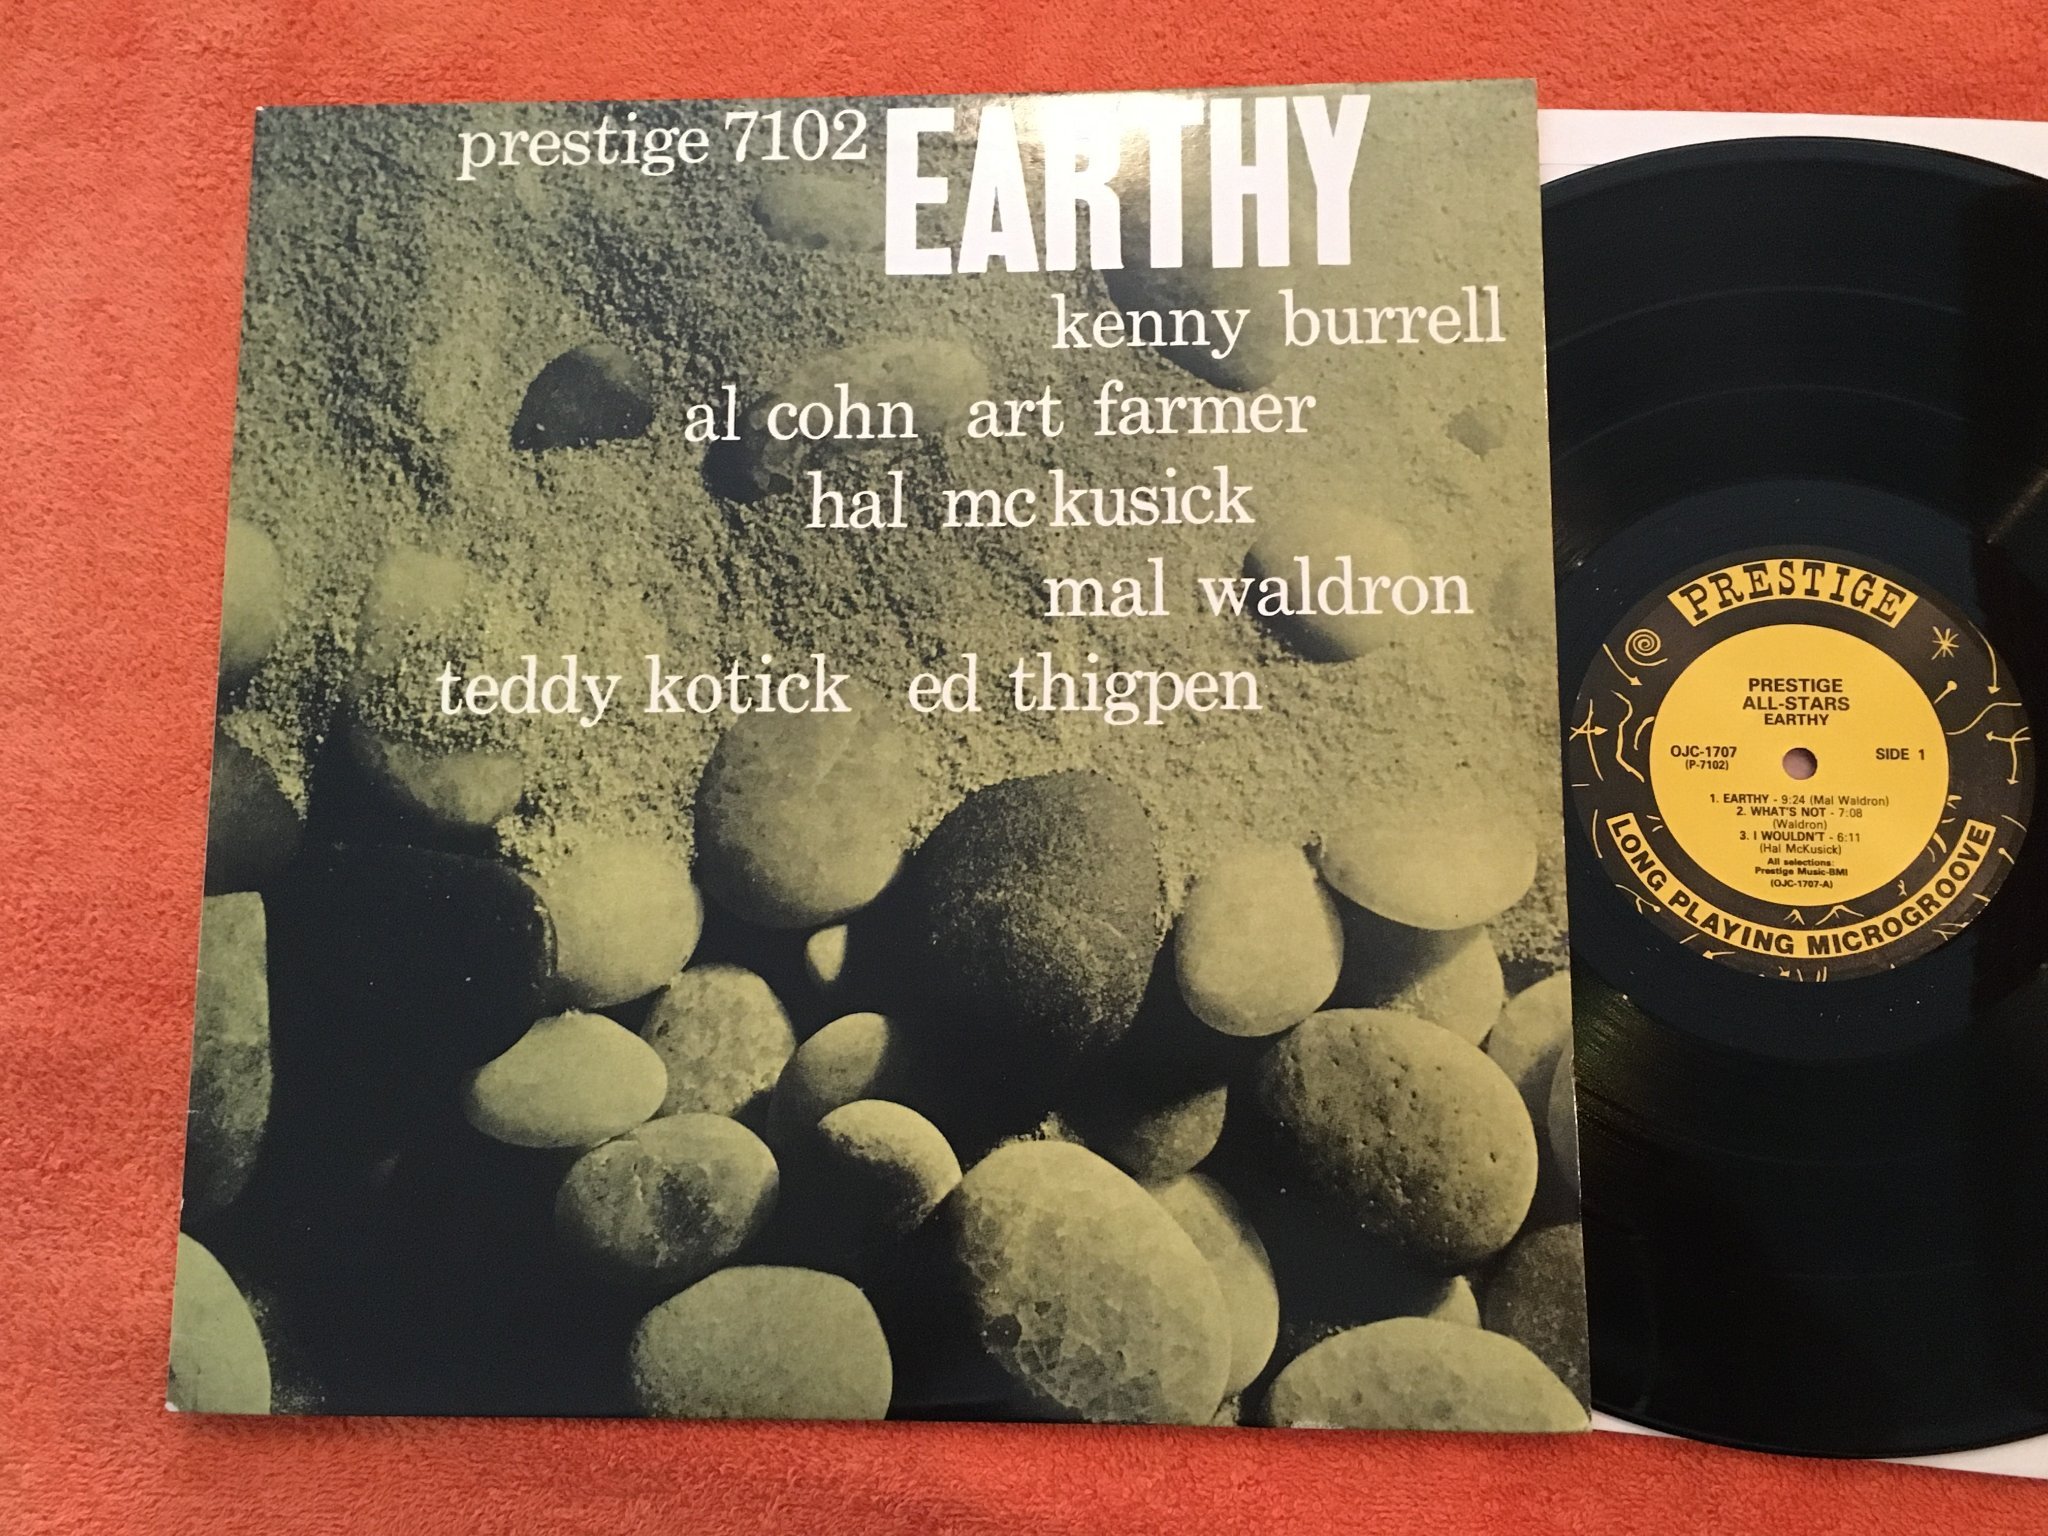 prestige 7102 EARTHY
kenny burrell
al cohn art farmer
hal mckusick
mal waldron
teddy kotick ed thigpen
PRESTIGE
PRESTIGE
ALL-STARS
EARTHY
OJC-1707 SIDE 1
(P-7102)
1. EARTHY - 9:24 (Mal Waldron)
2. WHAT'S NOT - 7:08
(Waldron)
3. I WOULDN'T - 6:11
(Hal McKusick)
All selections:
Prestige Music-BMI
(OJC-1707-A)
LONG PLAYING MICROGROOVE